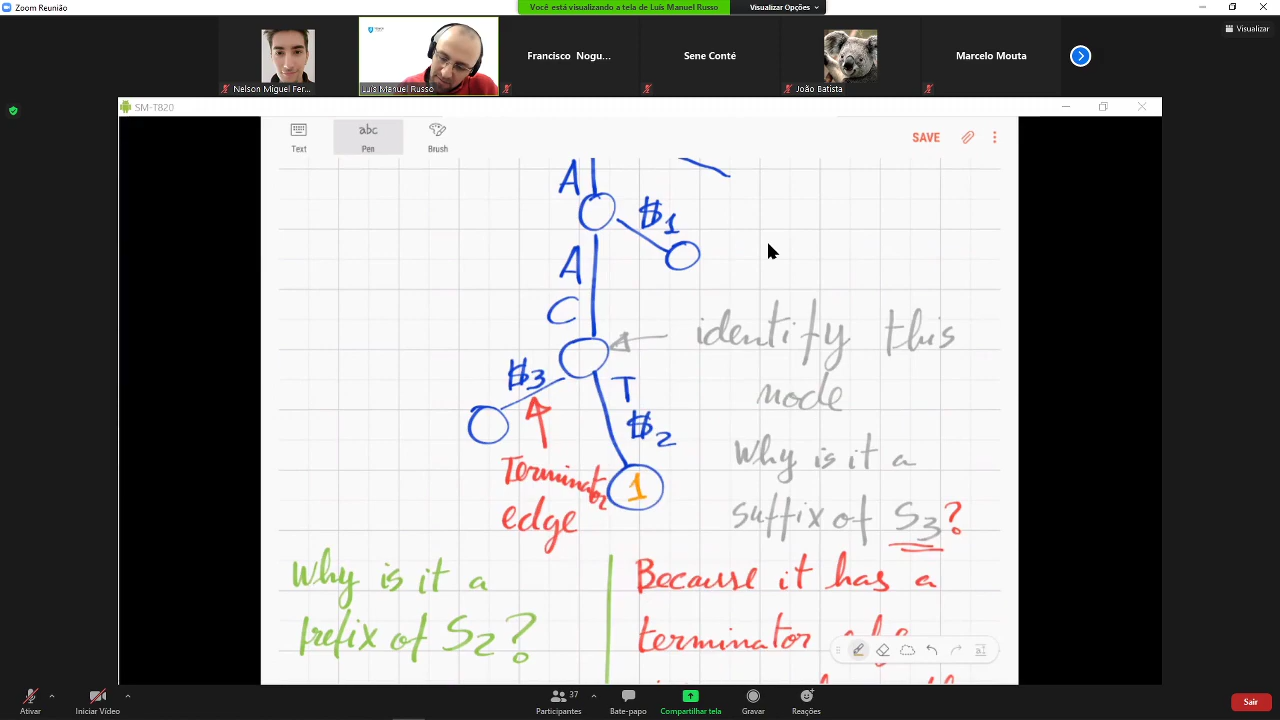 Zoom Reunião
Você está visualizando a tela de Luís Manuel Russo
Visualizar Opções
Visualizar
Nelson Miguel Fer...
Luís Manuel Russo
Francisco Nogu...
Sene Conté
João Batista
Marcelo Mouta
SM-T820
Text
abc
Pen
Brush
SAVE
A
$1
A
C
identify this
node
$3
T
$2
Why is it a
Terminator
edge
1
suffix of S3?
Why is it a
prefix of S2?
Because it has a
terminator
Ativar
Iniciar Vídeo
Participantes
37
Bate-papo
Compartilhar tela
Gravar
Reações
Sair